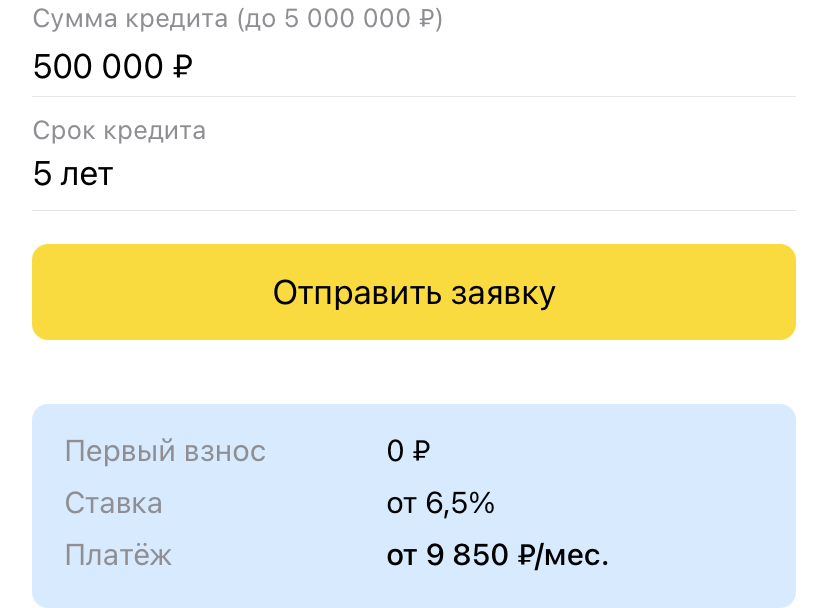 Сумма кредита (до 5 000 000 ₽)
500 000 ₽
Срок кредита
5 лет
Отправить заявку
Первый взнос 0 ₽
Ставка от 6,5%
Платёж от 9 850 ₽/мес.